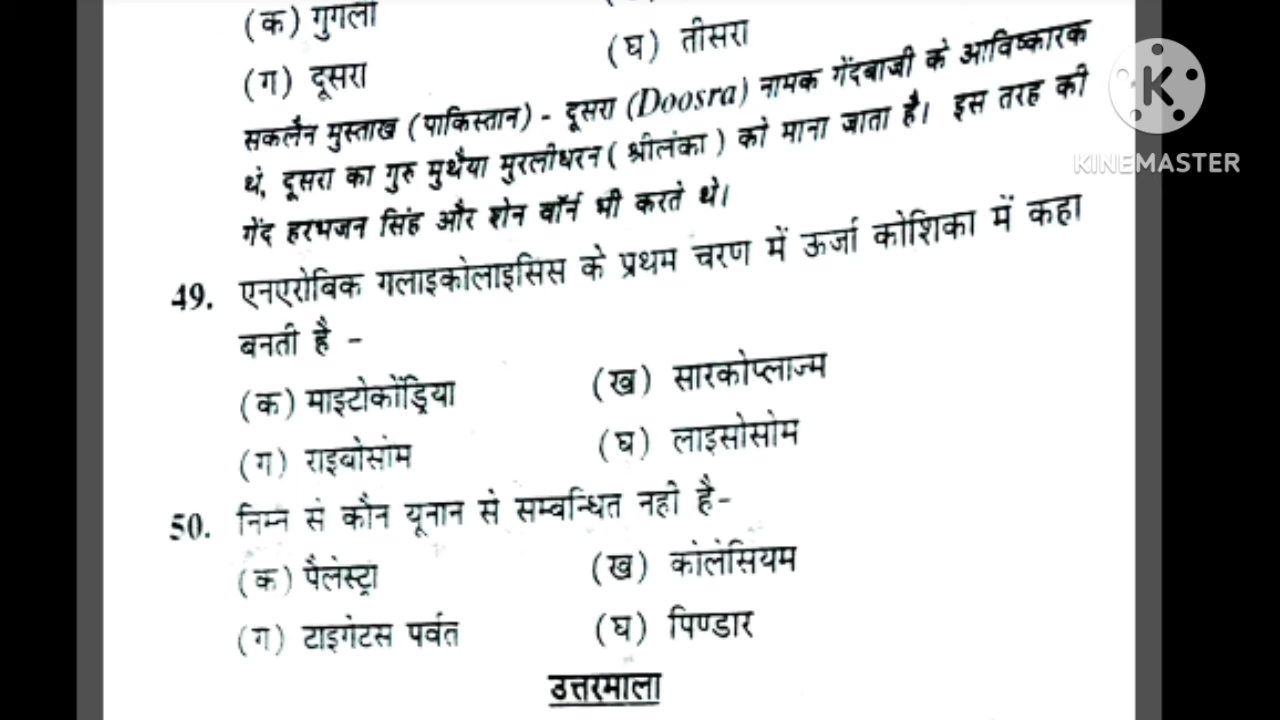 (क) गुगली
(ग) दूसरा
(घ) तीसरा
सकलैन मुस्ताख (पाकिस्तान) - दूसरा (Doosra) नामक गेंदबाजी के आविष्कारक
थे, दूसरा का गुरु मुथैया मुरलीधरन ( श्रीलंका ) को माना जाता है। इस तरह की
गेंद हरभजन सिंह और शेन वॉर्न भी करते थे।
49. एनएरोबिक गलाइकोलाइसिस के प्रथम चरण में ऊर्जा कोशिका में कहा
बनती है -
(क) माइटोकोंड्रिया
(ख) सारकोप्लाज्म
(ग) राइबोसोम
(घ) लाइसोसोम
50. निम्न से कौन यूनान से सम्बन्धित नही है-
(क) पैलेस्ट्रा
(ख) कोलेसियम
(ग) टाइगेटस पर्वत
(घ) पिण्डार
उत्तरमाला
K
KINEMASTER